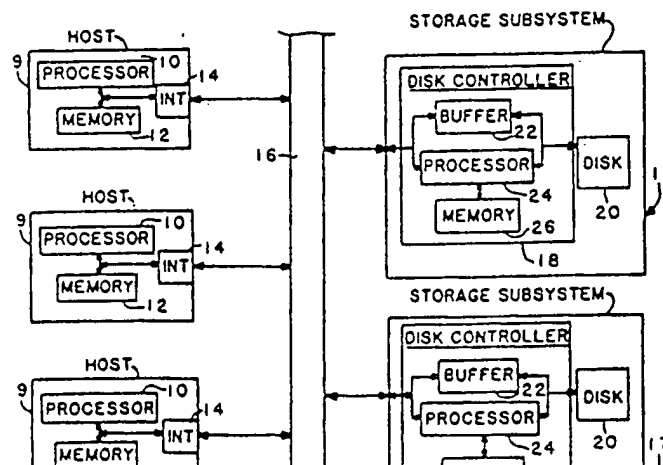 HOST
9
10
14
PROCESSOR
INT
MEMORY
12
HOST
9
10
14
PROCESSOR
INT
MEMORY
12
HOST
9
10
14
PROCESSOR
INT
MEMORY
16
STORAGE SUBSYSTEM
DISK CONTROLLER
BUFFER
22
PROCESSOR
24
MEMORY
26
18
DISK
20
1
STORAGE SUBSYSTEM
DISK CONTROLLER
BUFFER
22
PROCESSOR
24
DISK
20
17